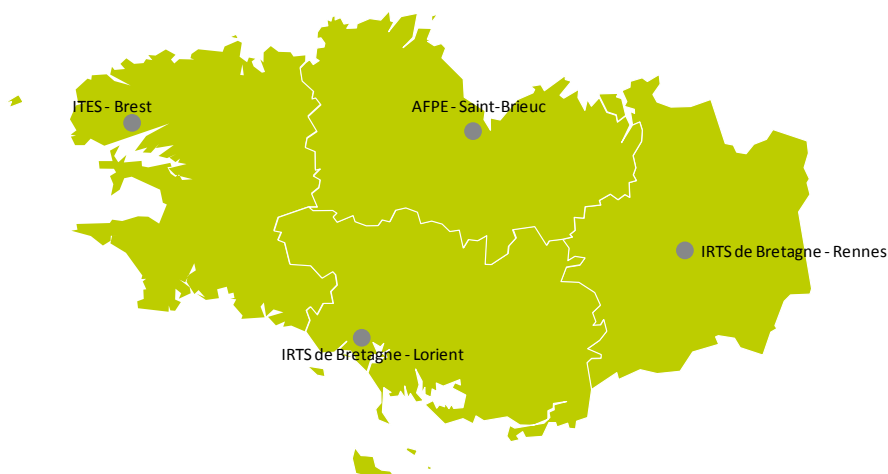 ITES - Brest
AFPE - Saint-Brieuc
IRTS de Bretagne - Rennes
IRTS de Bretagne - Lorient